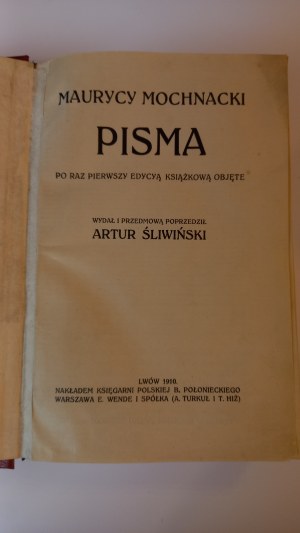 MAURYCY MOCHNACKI
PISMA
PO RAZ PIERWSZY EDYCYĄ KSIĄŻKOWĄ OBJĘTE
WYDAŁ I PRZEDMOWĄ POPRZEDZIŁ
ARTUR ŚLIWIŃSKI
LWÓW 1910.
NAKŁADEM KSIĘGARNI POLSKIEJ B. POŁONIECKIEGO
WARSZAWA E. WENDE I SPÓŁKA (A. TURKUŁ I T. HIŻ)